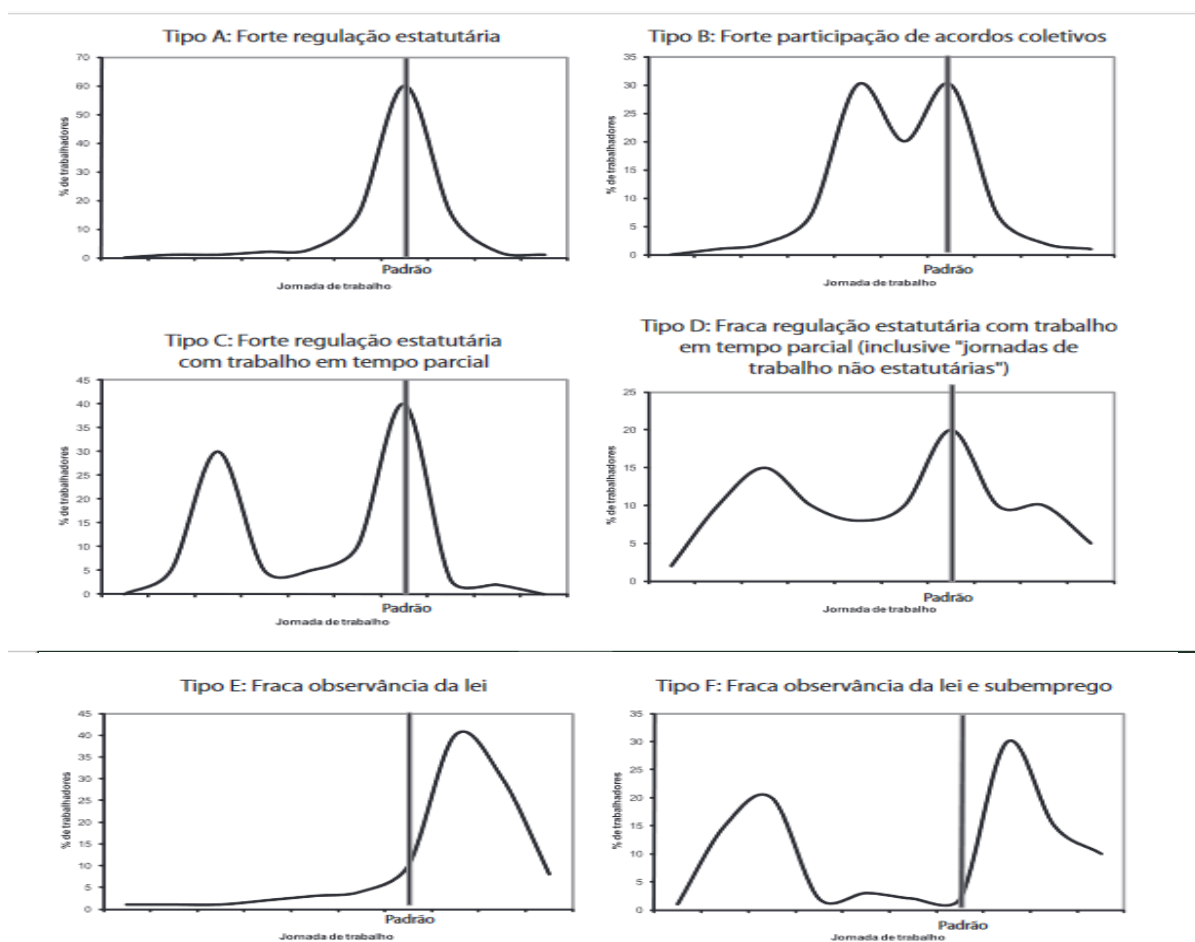 Tipo A: Forte regulação estatutária
70
60
50
40
30
20
10
0
% de trabalhadores
Padrão
Jornada de trabalho
Tipo B: Forte participação de acordos coletivos
35
30
25
20
15
10
5
0
% de trabalhadores
Padrão
Jornada de trabalho
Tipo C: Forte regulação estatutária
com trabalho em tempo parcial
45
40
35
30
25
20
15
10
5
0
% de trabalhadores
Padrão
Jornada de trabalho
Tipo D: Fraca regulação estatutária com trabalho
em tempo parcial (inclusive "jornadas de
trabalho não estatutárias")
25
20
15
10
5
0
% de trabalhadores
Padrão
Jornada de trabalho
Tipo E: Fraca observância da lei
45
40
35
30
25
20
15
10
5
0
% de trabalhadores
Padrão
Jornada de trabalho
Tipo F: Fraca observância da lei e subemprego
35
30
25
20
15
10
5
0
% de trabalhadores
Padrão
Jornada de trabalho